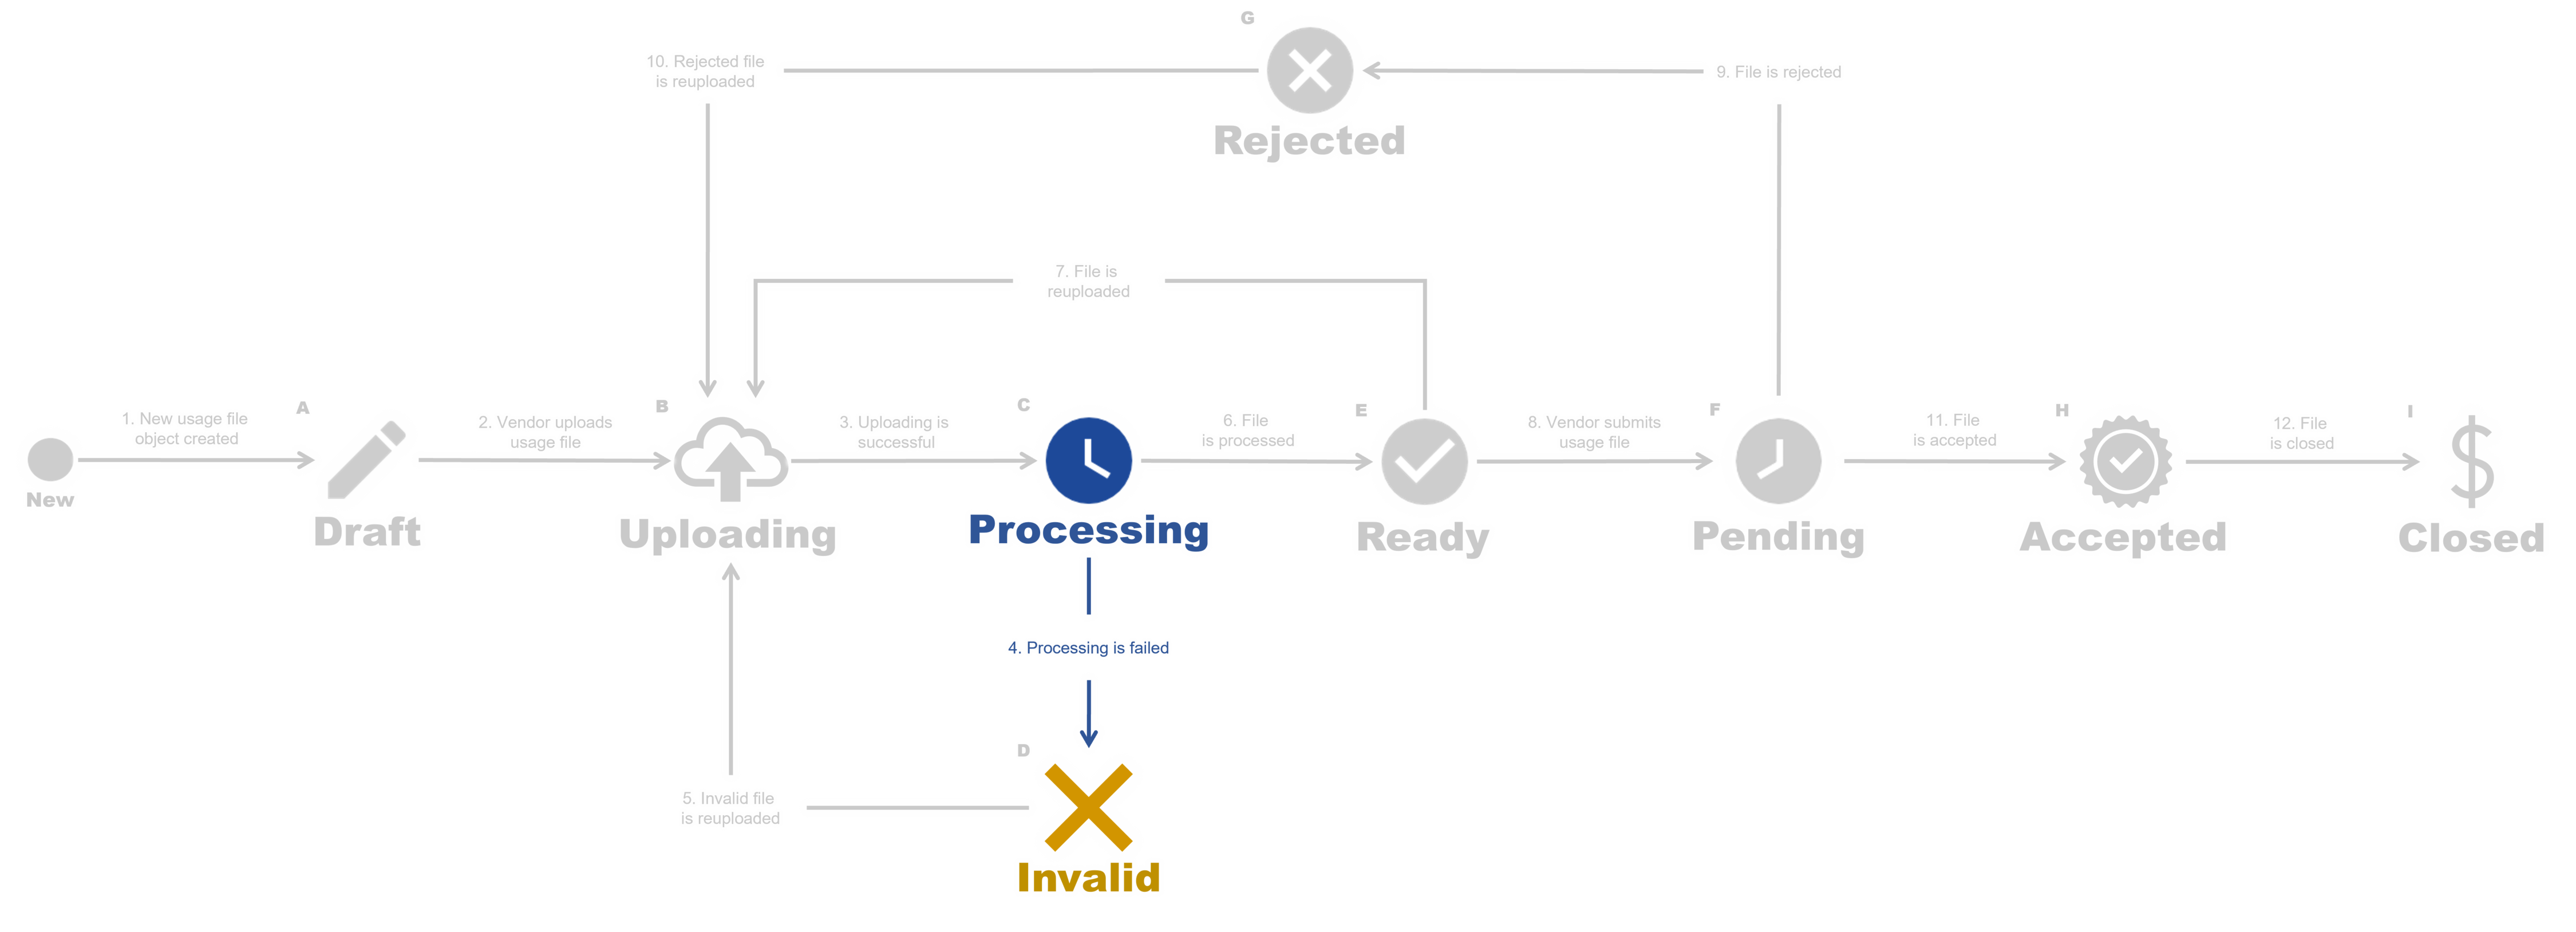 G
10. Rejected file
is reuploaded
9. File is rejected
Rejected
7. File is
reuploaded
1. New usage file
object created
A
2. Vendor uploads
usage file
B
3. Uploading is
successful
C
6. File
is processed
E
8. Vendor submits
usage file
F
11. File
is accepted
H
12. File
is closed
I
New
Draft
Uploading
Processing
Ready
Pending
Accepted
Closed
4. Processing is failed
D
5. Invalid file
is reuploaded
Invalid